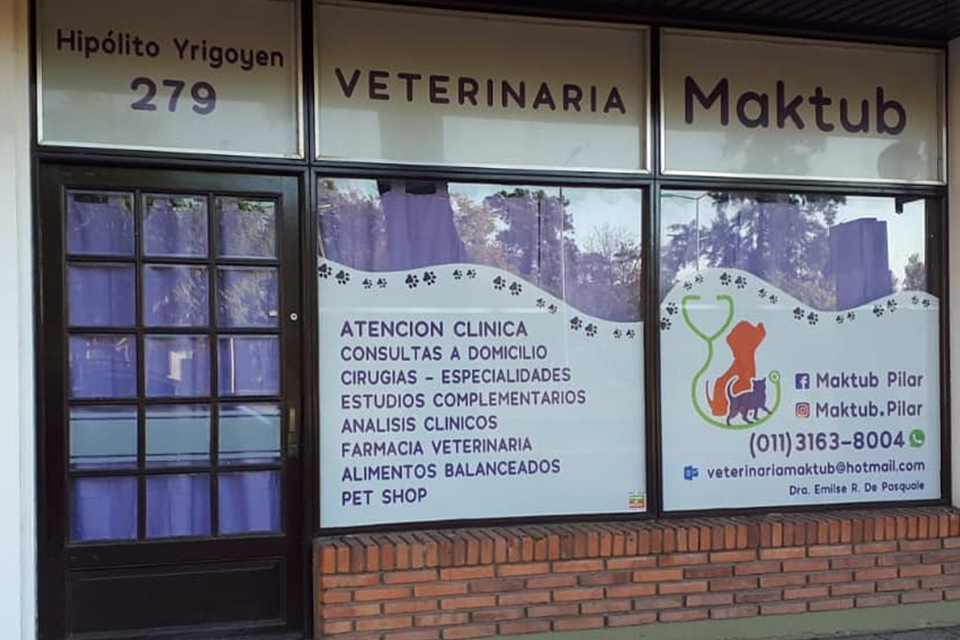 Hipólito Yrigoyen
279
VETERINARIA
Maktub
ATENCION CLINICA
CONSULTAS A DOMICILIO
CIRUGIAS - ESPECIALIDADES
ESTUDIOS COMPLEMENTARIOS
ANALISIS CLINICOS
FARMACIA VETERINARIA
ALIMENTOS BALANCEADOS
PET SHOP
Maktub Pilar
Maktub.Pilar
(011)3163-8004
veterinariamaktub@hotmail.com
Dra. Emilse R. De Pasquale